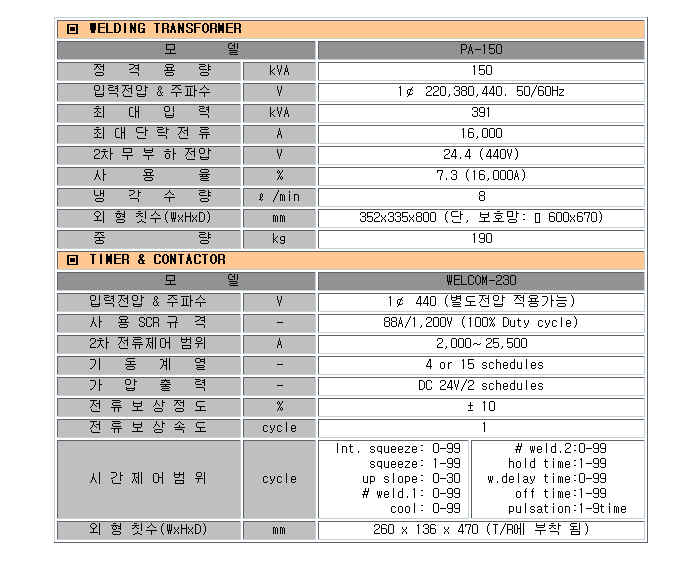 ▣ WELDING TRANSFORMER
모 델 PA-150
정 격 용 량 kVA 150
입력전압 & 주파수 V 1¢ 220,380,440. 50/60Hz
최 대 입 력 kVA 391
최 대 단 락 전 류 A 16,000
2차 무 부 하 전압 V 24.4 (440V)
사 용 율 % 7.3 (16,000A)
냉 각 수 량 ℓ /min 8
외 형 칫수(WxHxD) mm 352x335x800 (단, 보호망: ▯ 600x670)
중 량 kg 190
▣ TIMER & CONTACTOR
모 델 WELCOM-230
입력전압 & 주파수 V 1¢ 440 (별도전압 적용가능)
사 용 SCR 규 격 - 88A/1,200V (100% Duty cycle)
2차 전류제어 범위 A 2,000~ 25,500
기 동 계 열 - 4 or 15 schedules
가 압 출 력 - DC 24V/2 schedules
전 류 보 상 정 도 % ± 10
전 류 보 상 속 도 cycle 1
시 간 제 어 범 위 cycle
Int. squeeze: 0-99
squeeze: 1-99
up slope: 0-30
# weld.1: 0-99
cool: 0-99
# weld.2:0-99
hold time:1-99
w.delay time:0-99
off time:1-99
pulsation:1-9time
외 형 칫수(WxHxD) mm 260 x 136 x 470 (T/R에 부착 됨)